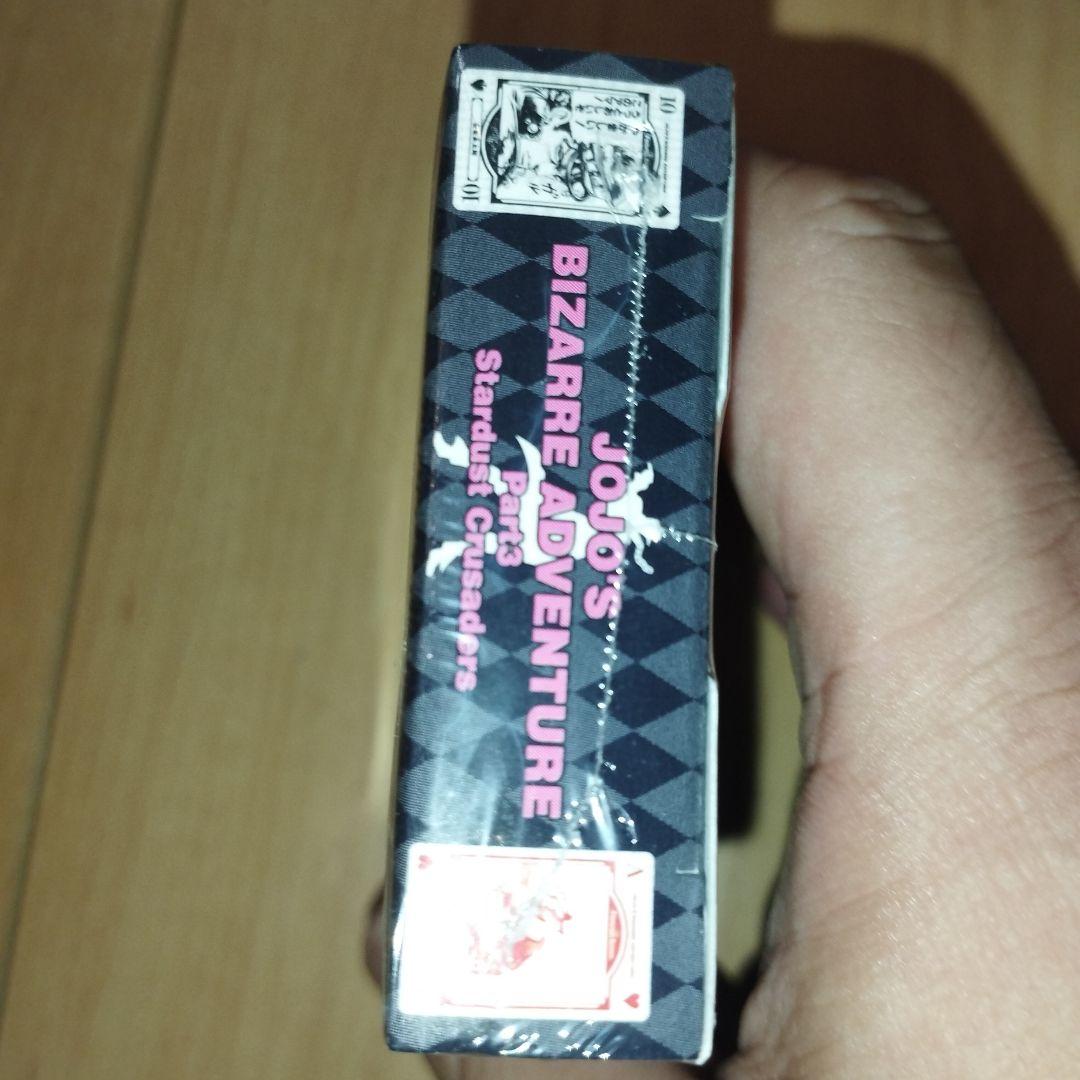 JOJO'S
BIZARRE ADVENTURE
Part3
Stardust Crusaders
10
10
A